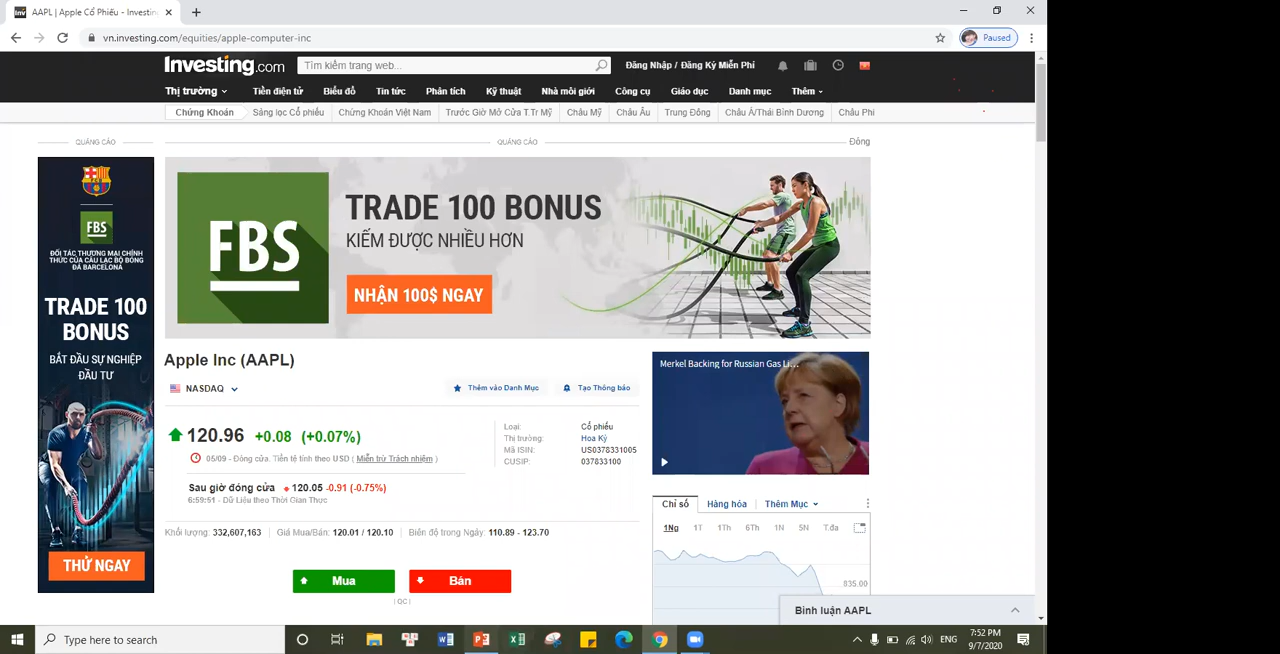 AAPL | Apple Cổ Phiếu - Investin
vn.investing.com/equities/apple-computer-inc
Paused
Investing.com
Tìm kiếm trang web...
Đăng Nhập / Đăng Ký Miễn Phí
Thị trường
Tiền điện tử
Biểu đồ
Tin tức
Phân tích
Kỹ thuật
Nhà môi giới
Công cụ
Giáo dục
Danh mục
Thêm
Chứng Khoán
Sàng lọc Cổ phiếu
Chứng Khoán Việt Nam
Trước Giờ Mở Cửa T.Tr Mỹ
Châu Mỹ
Châu Âu
Trung Đông
Châu Á/Thái Bình Dương
Châu Phi
QUẢNG CÁO
QUẢNG CÁO
Đóng
FCB
FBS
ĐỐI TÁC THƯƠNG MẠI CHÍNH
THỨC CỦA CÂU LẠC BỘ BÓNG
ĐÁ BARCELONA
TRADE 100
BONUS
BẮT ĐẦU SỰ NGHIỆP
ĐẦU TƯ
THỬ NGAY
FBS
TRADE 100 BONUS
KIẾM ĐƯỢC NHIỀU HƠN
NHẬN 100$ NGAY
Apple Inc (AAPL)
NASDAQ
Thêm vào Danh Mục
Tạo Thông báo
120.96 +0.08 (+0.07%)
05/09 - Đóng cửa. Tiền tệ tính theo USD ( Miễn trừ Trách nhiệm )
Sau giờ đóng cửa 120.05 -0.91 (-0.75%)
6:59:51 - Dữ Liệu theo Thời Gian Thực
Loại: Cổ phiếu
Thị trường: Hoa Kỳ
Mã ISIN: US0378331005
CUSIP: 037833100
Khối lượng: 332,607,163
Giá Mua/Bán: 120.01 / 120.10
Biên độ trong Ngày: 110.89 - 123.70
Mua
Bán
( QC )
Merkel Backing for Russian Gas Li...
Chỉ số
Hàng hóa
Thêm Mục
1Ng 1T 1Th 6Th 1N 5N T.đa
835.00
Bình luận AAPL
Type here to search
ENG
7:52 PM
9/7/2020